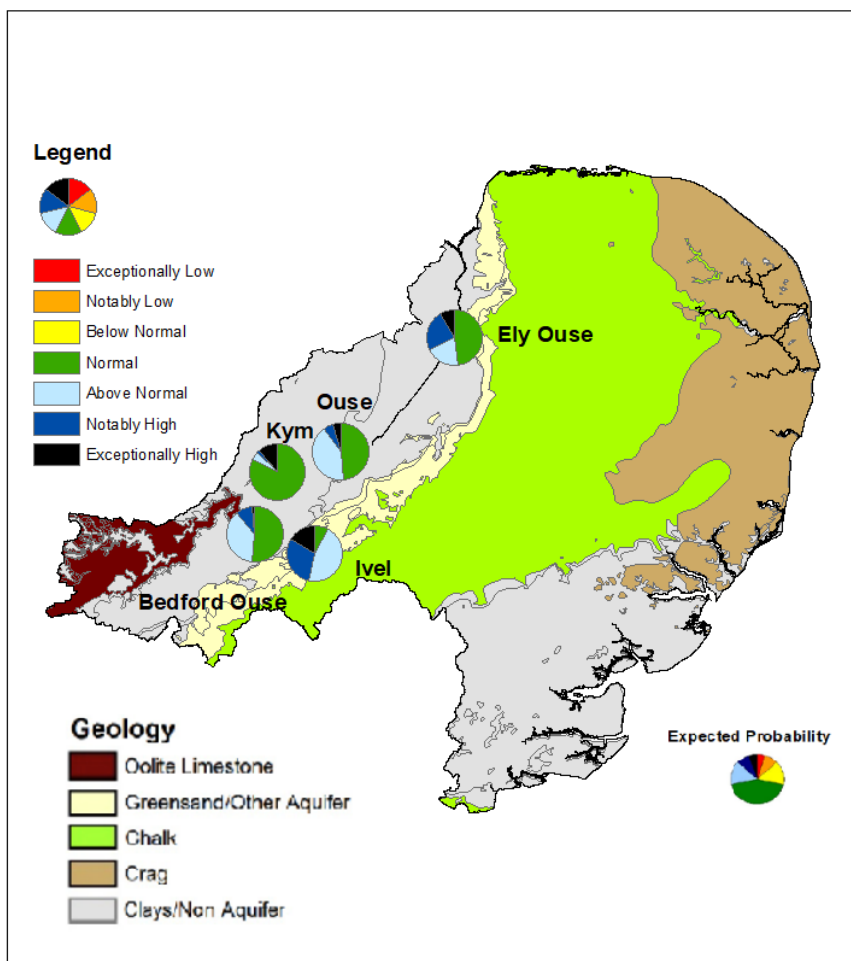 Legend
Exceptionally Low
Notably Low
Below Normal
Normal
Above Normal
Notably High
Exceptionally High
Ely Ouse
Ouse
Kym
Ivel
Bedford Ouse
Geology
Oolite Limestone
Greensand/Other Aquifer
Chalk
Crag
Clays/Non Aquifer
Expected Probability